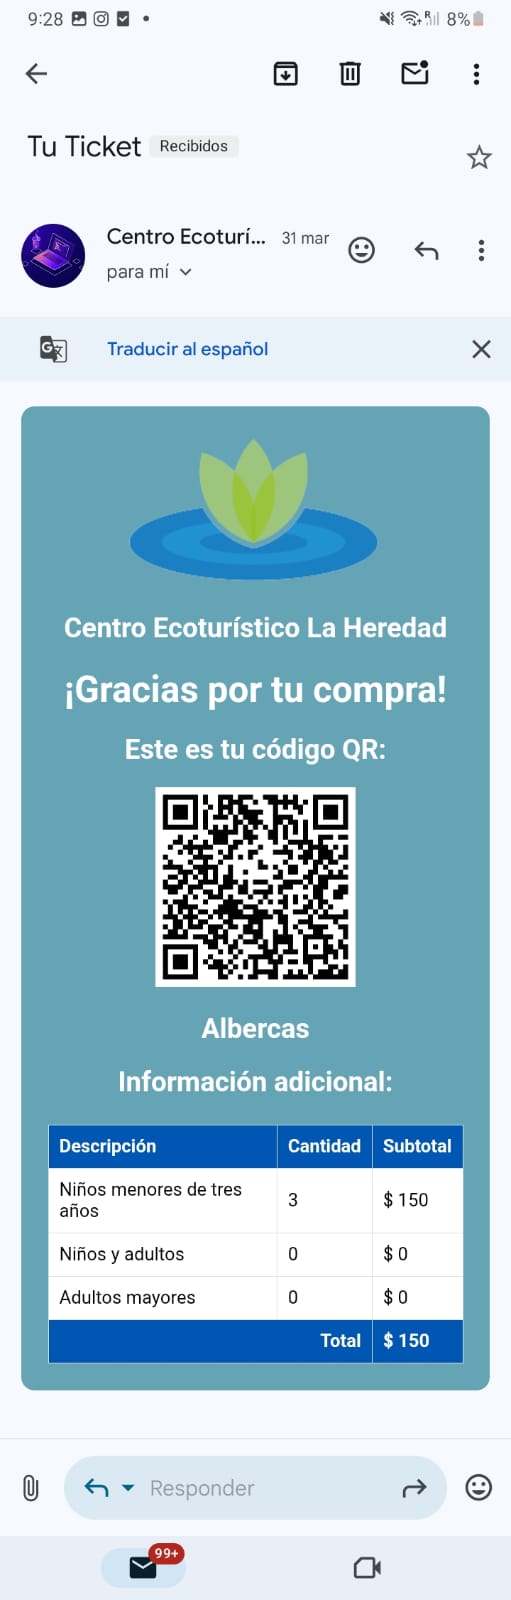 9:28
R
8%
Tu Ticket Recibidos
Centro Ecoturí... 31 mar
para mí
G文
Traducir al español
Centro Ecoturístico La Heredad
¡Gracias por tu compra!
Este es tu código QR:
Albercas
Información adicional:
Descripción Cantidad Subtotal
Niños menores de tres
años
3 $ 150
Niños y adultos 0 $ 0
Adultos mayores 0 $ 0
Total $ 150
Responder
99+